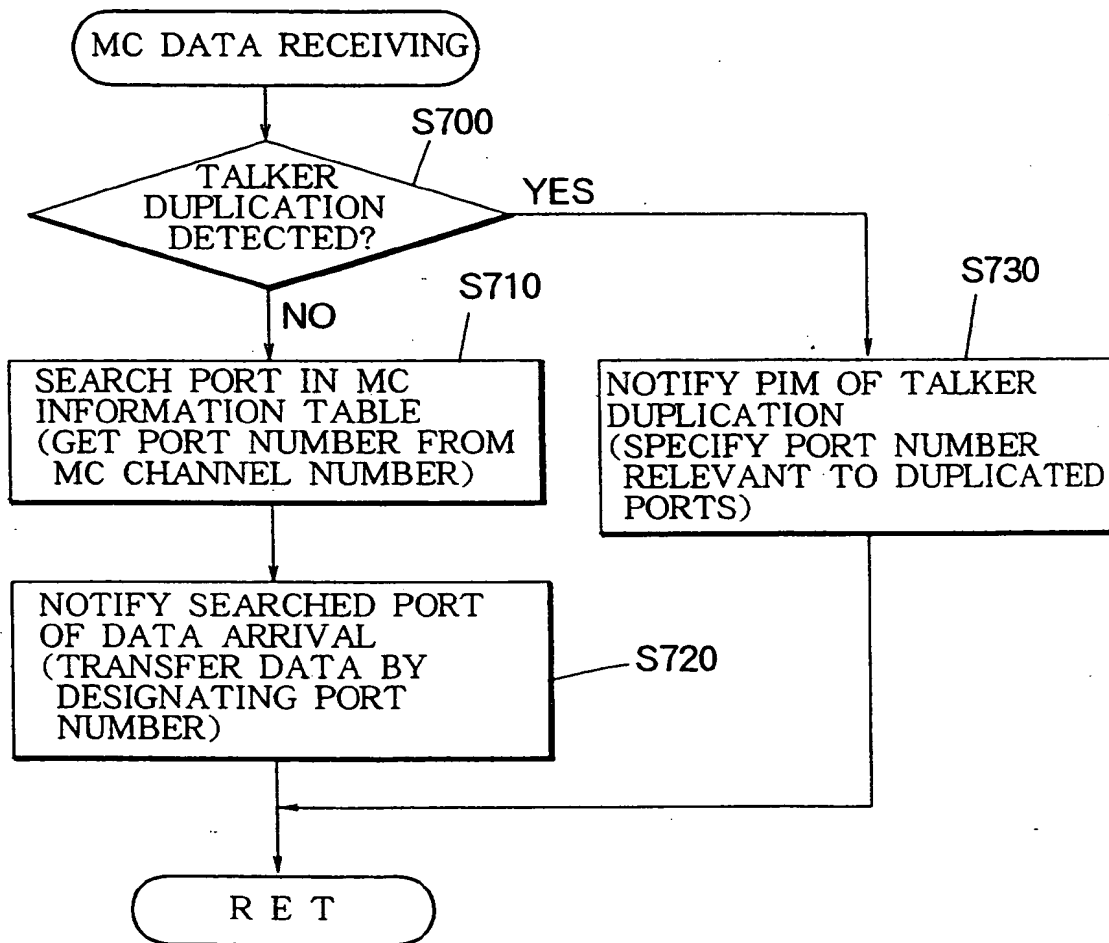 MC DATA RECEIVING
S700
TALKER
DUPLICATION
DETECTED?
YES
NO
S710
SEARCH PORT IN MC
INFORMATION TABLE
(GET PORT NUMBER FROM
MC CHANNEL NUMBER)
S730
NOTIFY PIM OF TALKER
DUPLICATION
(SPECIFY PORT NUMBER
RELEVANT TO DUPLICATED
PORTS)
NOTIFY SEARCHED PORT
OF DATA ARRIVAL
(TRANSFER DATA BY
DESIGNATING PORT
NUMBER)
S720
R E T